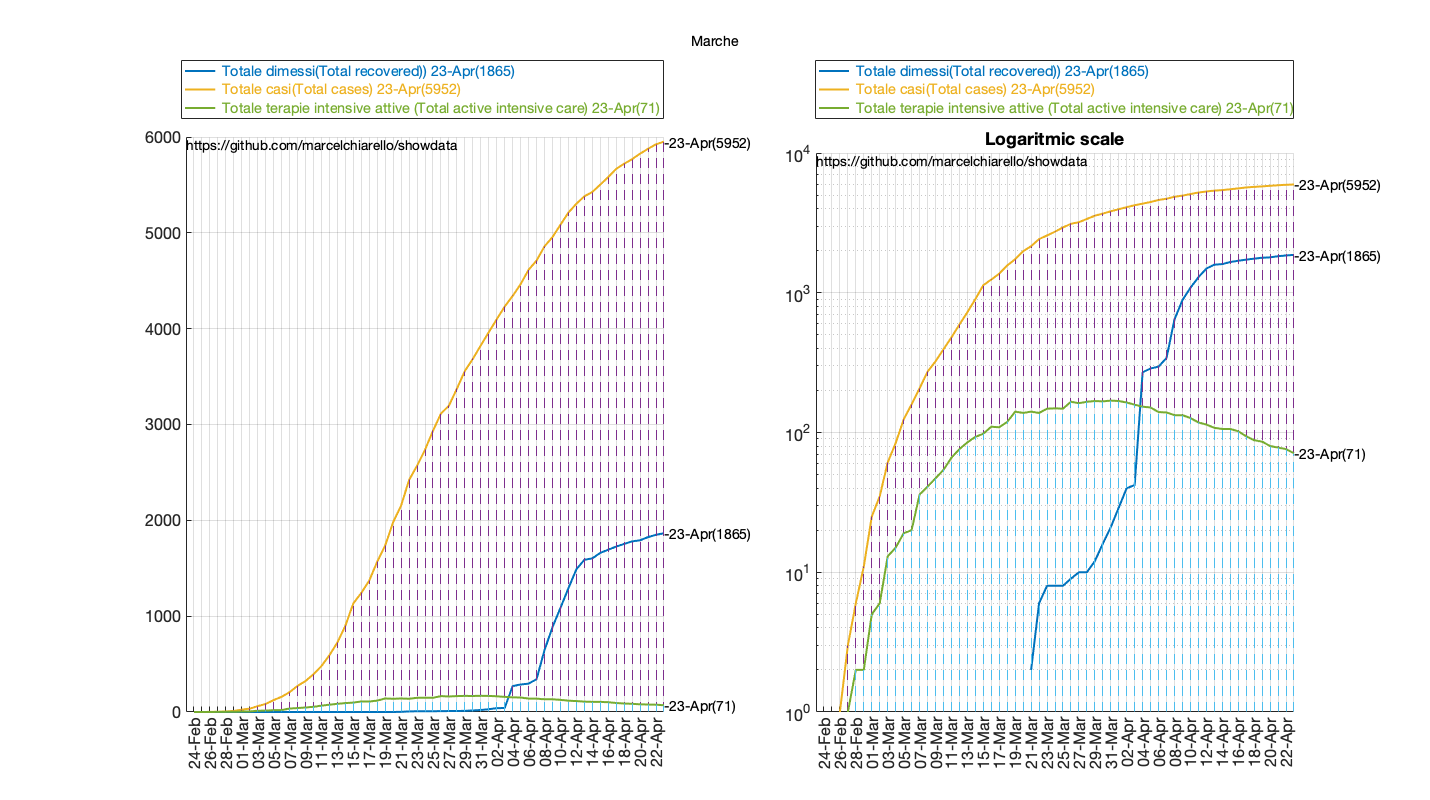 Marche
Totale dimessi(Total recovered)) 23-Apr(1865)
Totale casi(Total cases) 23-Apr(5952)
Totale terapie intensive attive (Total active intensive care) 23-Apr(71)
https://github.com/marcelchiarello/showdata
6000
5000
4000
3000
2000
1000
0
23-Apr(5952)
23-Apr(1865)
23-Apr(71)
24-Feb
26-Feb
28-Feb
01-Mar
03-Mar
05-Mar
07-Mar
09-Mar
11-Mar
13-Mar
15-Mar
17-Mar
19-Mar
21-Mar
23-Mar
25-Mar
27-Mar
29-Mar
31-Mar
02-Apr
04-Apr
06-Apr
08-Apr
10-Apr
12-Apr
14-Apr
16-Apr
18-Apr
20-Apr
22-Apr
Totale dimessi(Total recovered)) 23-Apr(1865)
Totale casi(Total cases) 23-Apr(5952)
Totale terapie intensive attive (Total active intensive care) 23-Apr(71)
Logaritmic scale
https://github.com/marcelchiarello/showdata
10^4
10^3
10^2
10^1
10^0
23-Apr(5952)
23-Apr(1865)
23-Apr(71)
24-Feb
26-Feb
28-Feb
01-Mar
03-Mar
05-Mar
07-Mar
09-Mar
11-Mar
13-Mar
15-Mar
17-Mar
19-Mar
21-Mar
23-Mar
25-Mar
27-Mar
29-Mar
31-Mar
02-Apr
04-Apr
06-Apr
08-Apr
10-Apr
12-Apr
14-Apr
16-Apr
18-Apr
20-Apr
22-Apr